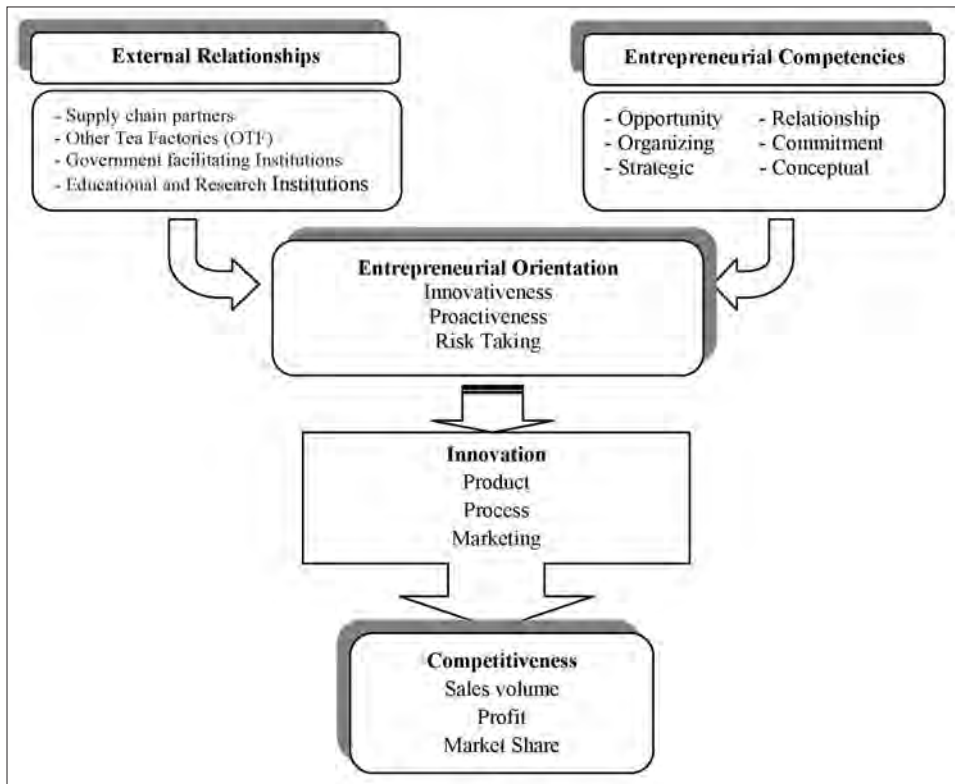 External Relationships
- Supply chain partners
- Other Tea Factories (OTF)
- Government facilitating Institutions
- Educational and Research Institutions
Entrepreneurial Competencies
- Opportunity - Relationship
- Organizing - Commitment
- Strategic - Conceptual
Entrepreneurial Orientation
Innovativeness
Proactiveness
Risk Taking
Innovation
Product
Process
Marketing
Competitiveness
Sales volume
Profit
Market Share